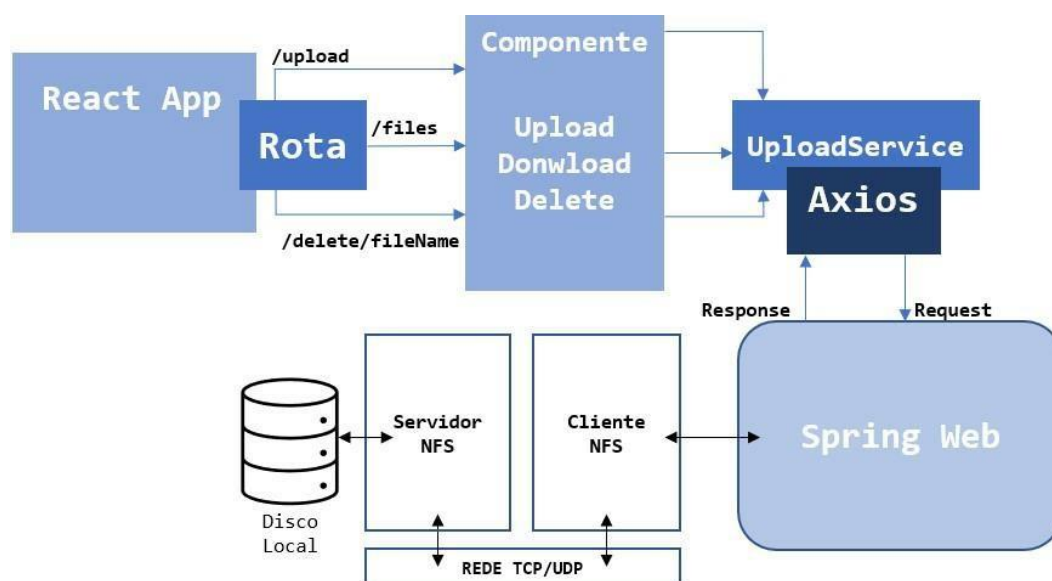 React App
Rota
/upload
/files
/delete/fileName
Componente
Upload
Donwload
Delete
UploadService
Axios
Response
Request
Spring Web
Cliente
NFS
Servidor
NFS
Disco
Local
REDE TCP/UDP